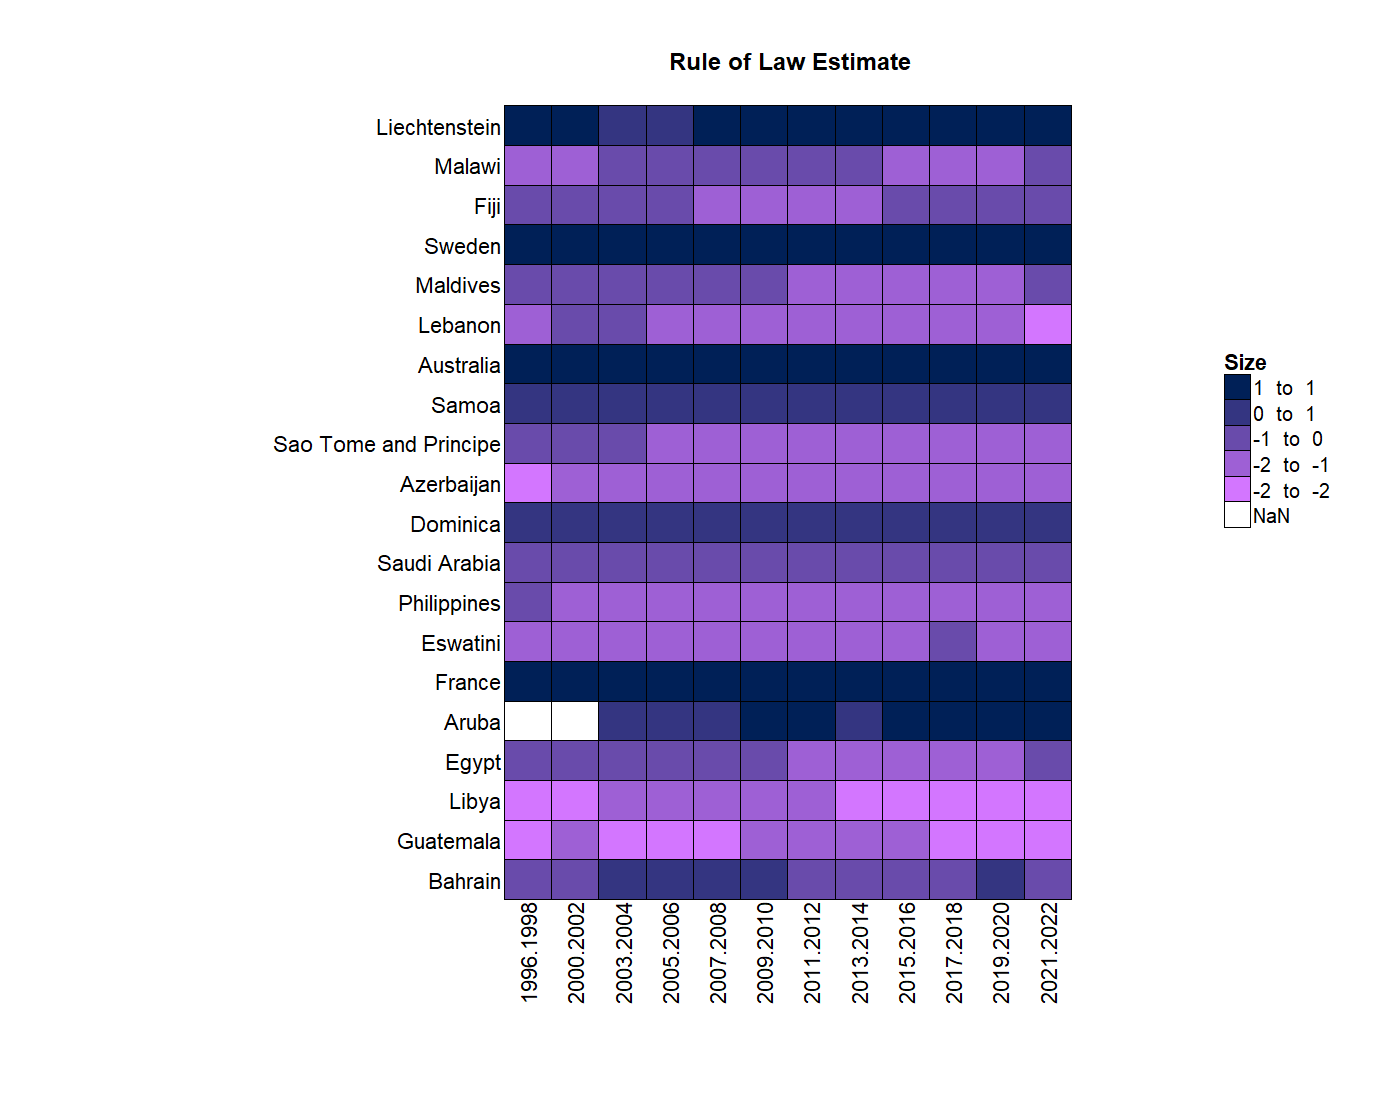 Rule of Law Estimate
Liechtenstein
Malawi
Fiji
Sweden
Maldives
Lebanon
Australia
Samoa
Sao Tome and Principe
Azerbaijan
Dominica
Saudi Arabia
Philippines
Eswatini
France
Aruba
Egypt
Libya
Guatemala
Bahrain
1996.1998
2000.2002
2003.2004
2005.2006
2007.2008
2009.2010
2011.2012
2013.2014
2015.2016
2017.2018
2019.2020
2021.2022
Size
1 to 1
0 to 1
-1 to 0
-2 to -1
-2 to -2
NaN